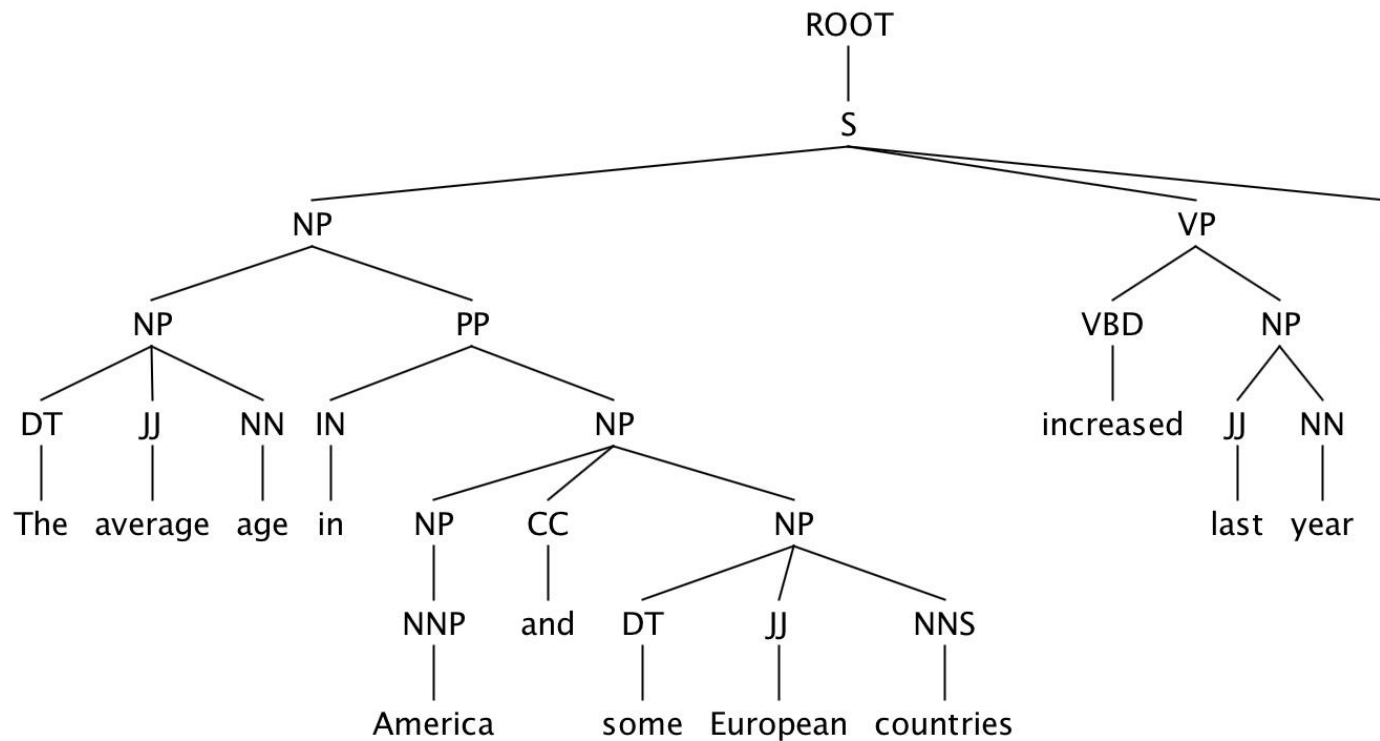 ROOT
S
NP VP
NP PP VBD NP
DT JJ NN IN NP increased JJ NN
The average age in NP CC NP last year
NNP and DT JJ NNS
America some European countries